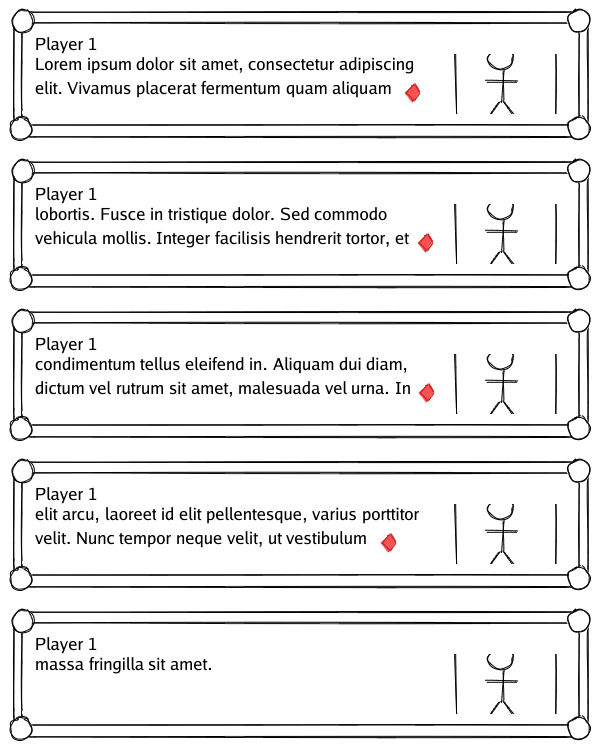 Player 1
Lorem ipsum dolor sit amet, consectetur adipiscing
elit. Vivamus placerat fermentum quam aliquam
Player 1
lobortis. Fusce in tristique dolor. Sed commodo
vehicula mollis. Integer facilisis hendrerit tortor, et
Player 1
condimentum tellus eleifend in. Aliquam dui diam,
dictum vel rutrum sit amet, malesuada vel urna. In
Player 1
elit arcu, laoreet id elit pellentesque, varius porttitor
velit. Nunc tempor neque velit, ut vestibulum
Player 1
massa fringilla sit amet.